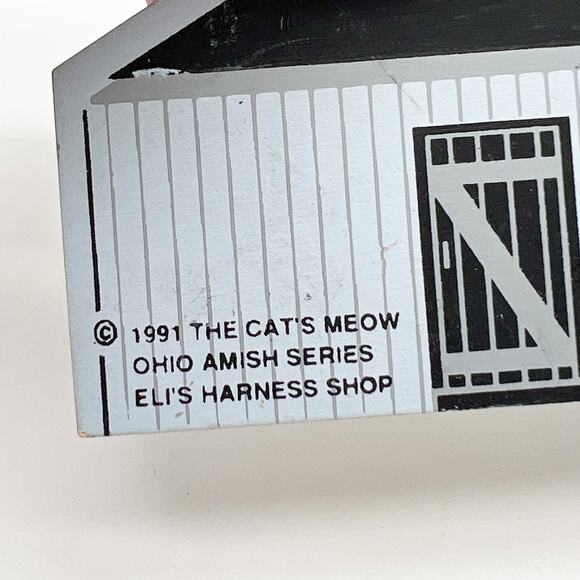 © 1991 THE CAT'S MEOW
OHIO AMISH SERIES
ELI'S HARNESS SHOP